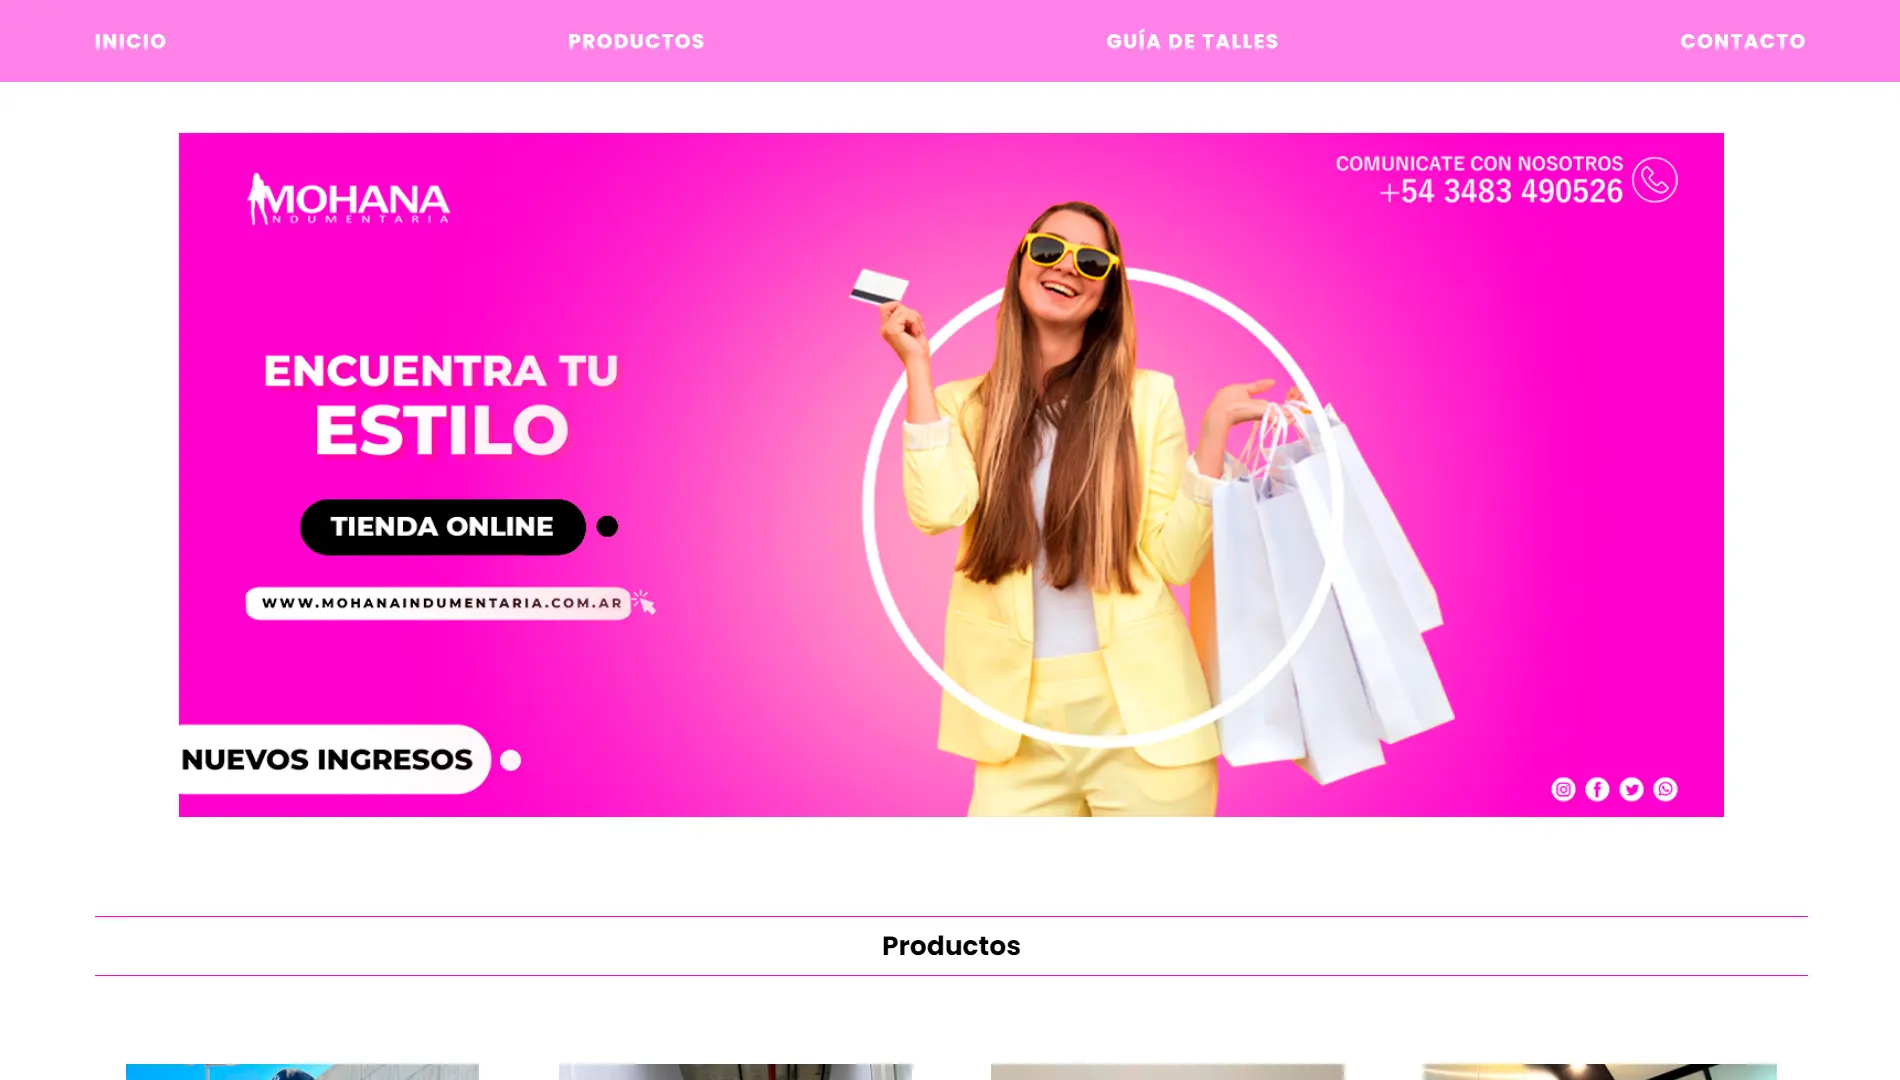 INICIO
PRODUCTOS
GUÍA DE TALLES
CONTACTO
MOHANA
INDUMENTARIA
COMUNICATE CON NOSOTROS
+54 3483 490526
ENCUENTRA TU
ESTILO
TIENDA ONLINE
WWW.MOHANAINDUMENTARIA.COM.AR
NUEVOS INGRESOS
Productos